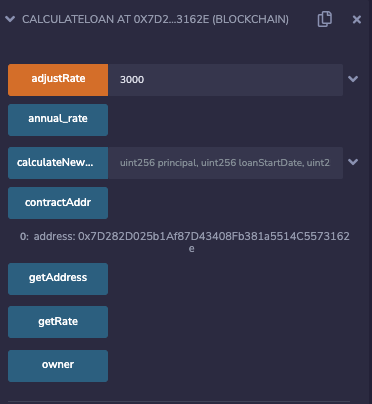 CALCULATELOAN AT 0X7D2...3162E (BLOCKCHAIN)
adjustRate 3000
annual_rate
calculateNew... uint256 principal, uint256 loanStartDate, uint2
contractAddr
0: address: 0x7D282D025b1Af87D43408Fb381a5514C5573162
e
getAddress
getRate
owner